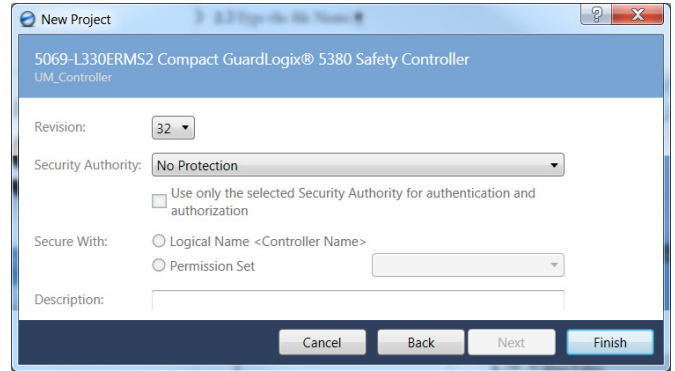 New Project
5069-L330ERMS2 Compact GuardLogix® 5380 Safety Controller
UM_Controller
Revision:
32
Security Authority:
No Protection
Use only the selected Security Authority for authentication and
authorization
Secure With:
Logical Name <Controller Name>
Permission Set
Description:
Cancel
Back
Next
Finish